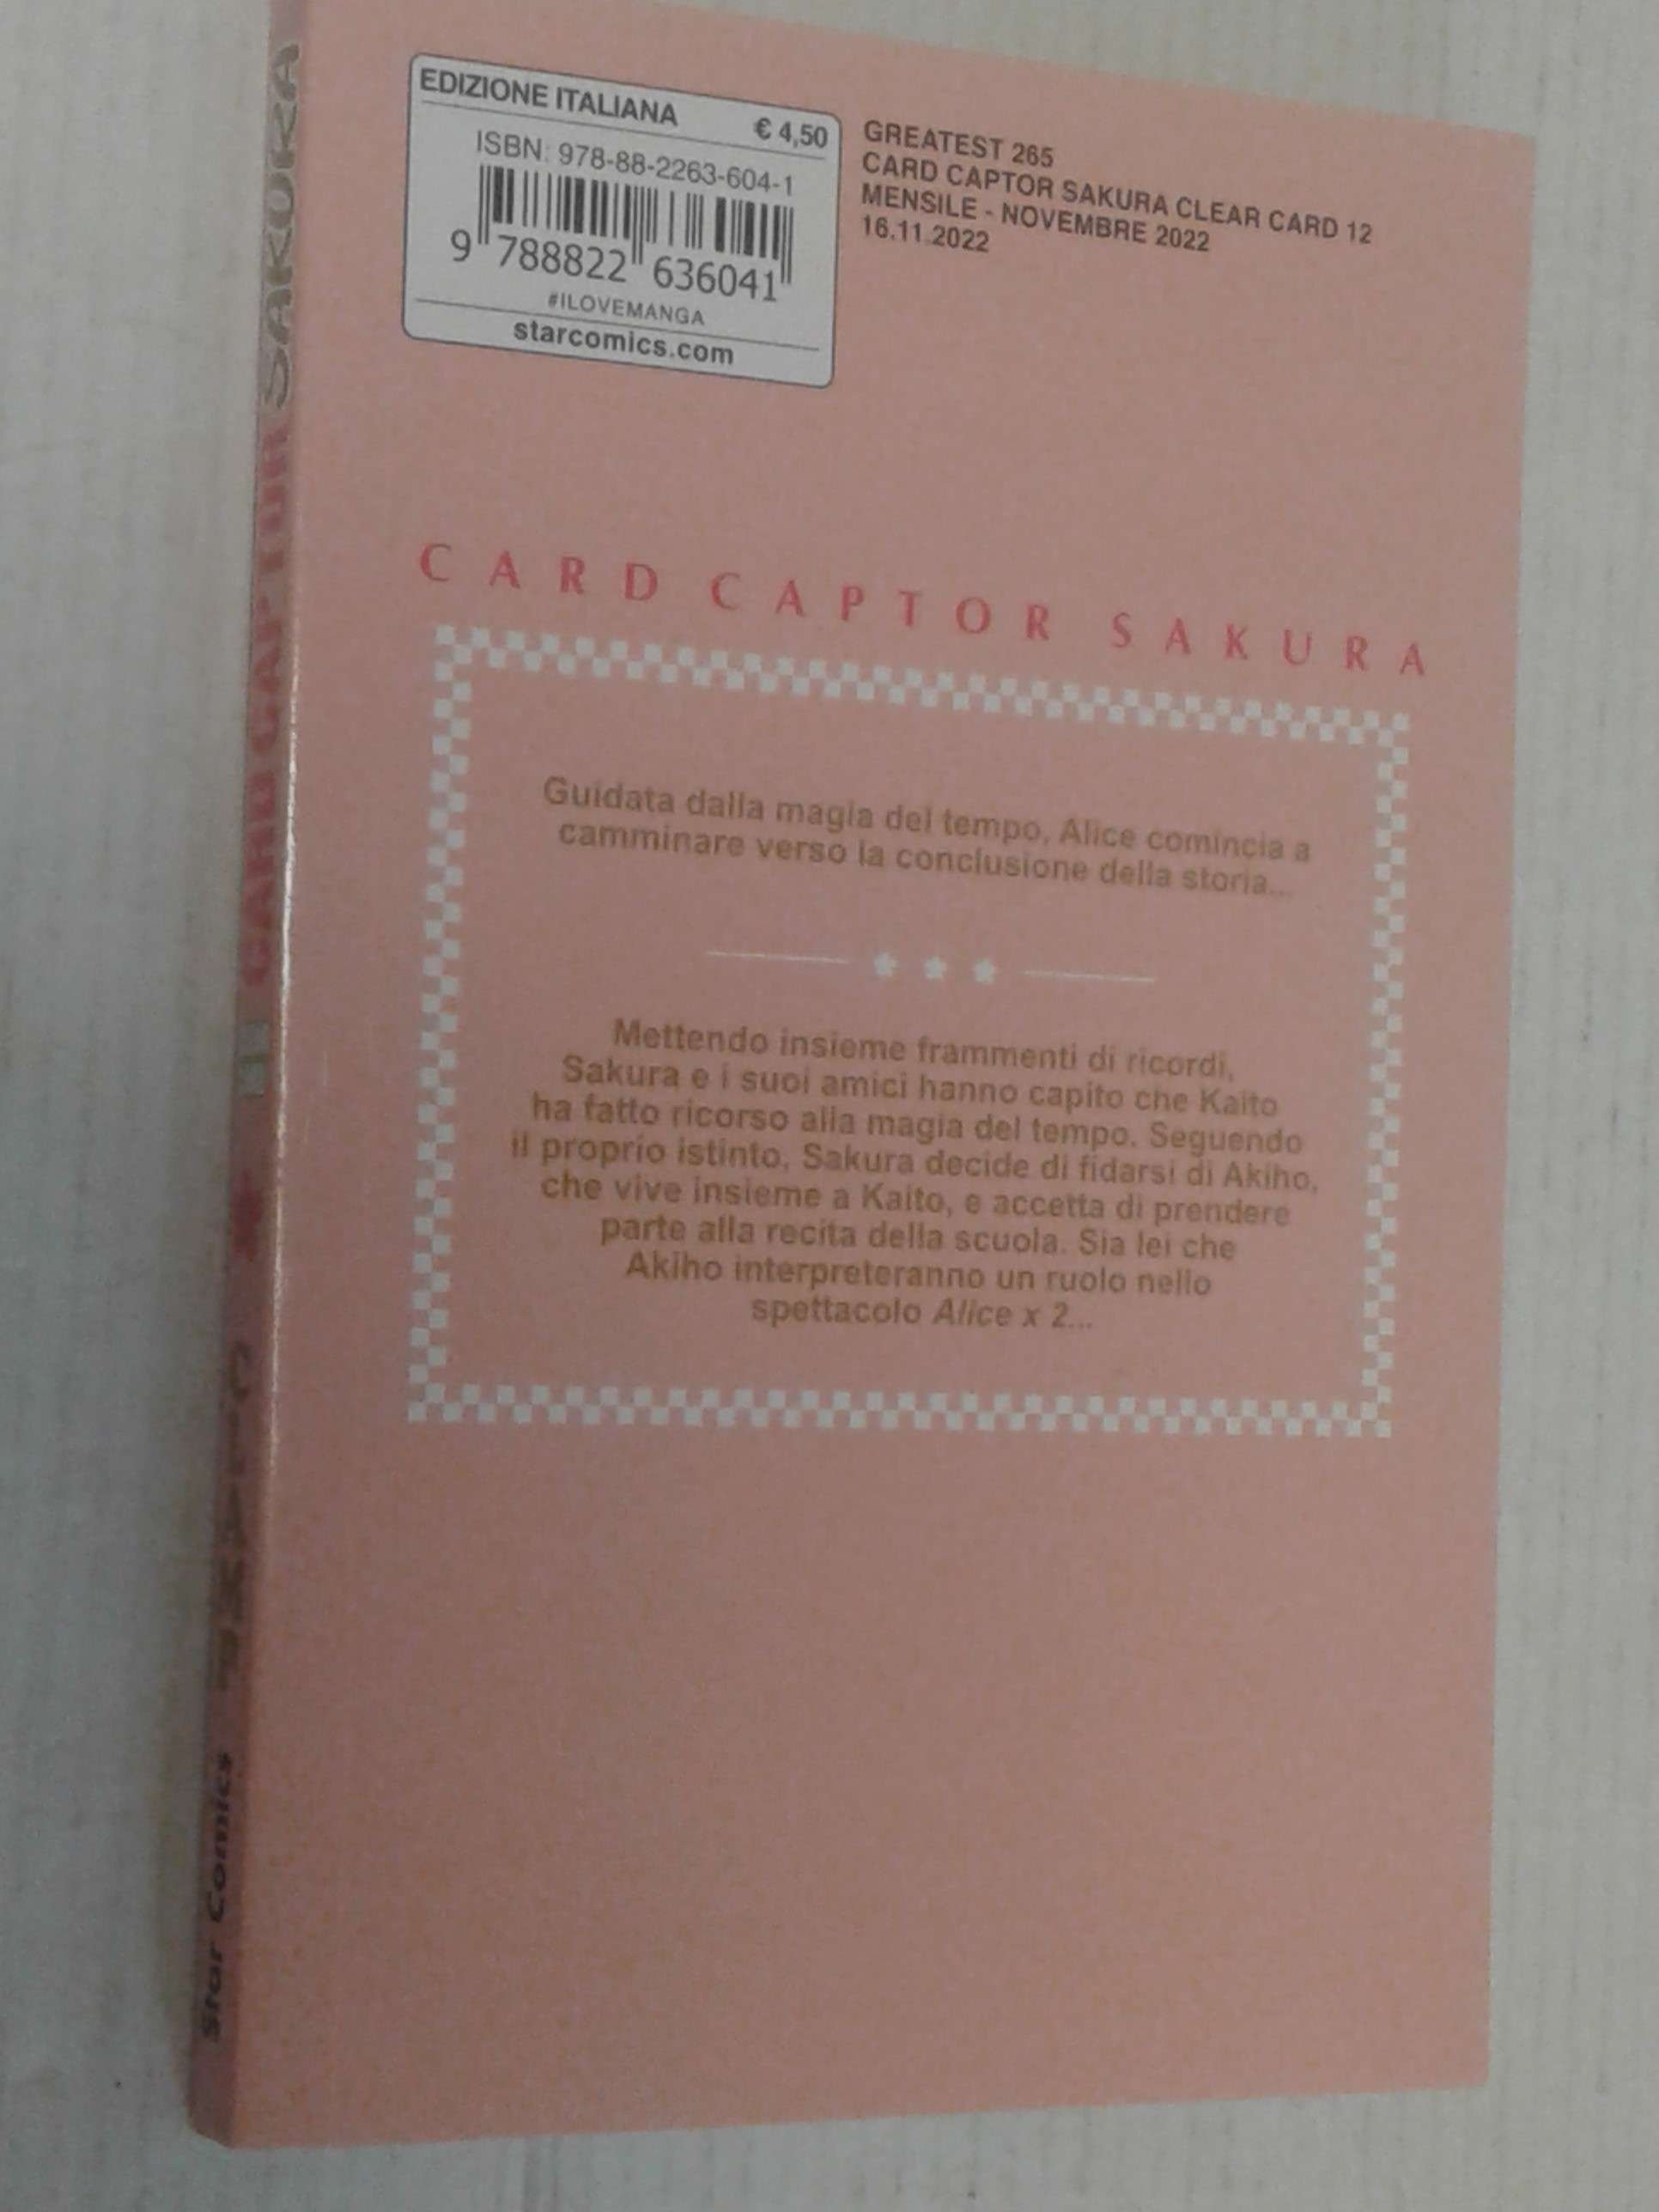 EDIZIONE ITALIANA € 4,50
ISBN: 978-88-2263-604-1
9 788822 636041
#ILOVEMANGA
starcomics.com
GREATEST 265
CARD CAPTOR SAKURA CLEAR CARD 12
MENSILE - NOVEMBRE 2022
16.11.2022
CARD CAPTOR SAKURA
Guidata dalla magia del tempo, Alice comincia a
camminare verso la conclusione della storia...
Mettendo insieme frammenti di ricordi,
Sakura e i suoi amici hanno capito che Kaito
ha fatto ricorso alla magia del tempo. Seguendo
il proprio istinto, Sakura decide di fidarsi di Akiho,
che vive insieme a Kaito, e accetta di prendere
parte alla recita della scuola. Sia lei che
Akiho interpreteranno un ruolo nello
spettacolo Alice x 2...
CARD CAPTOR SAKURA
12
CLAMP
Star Comics